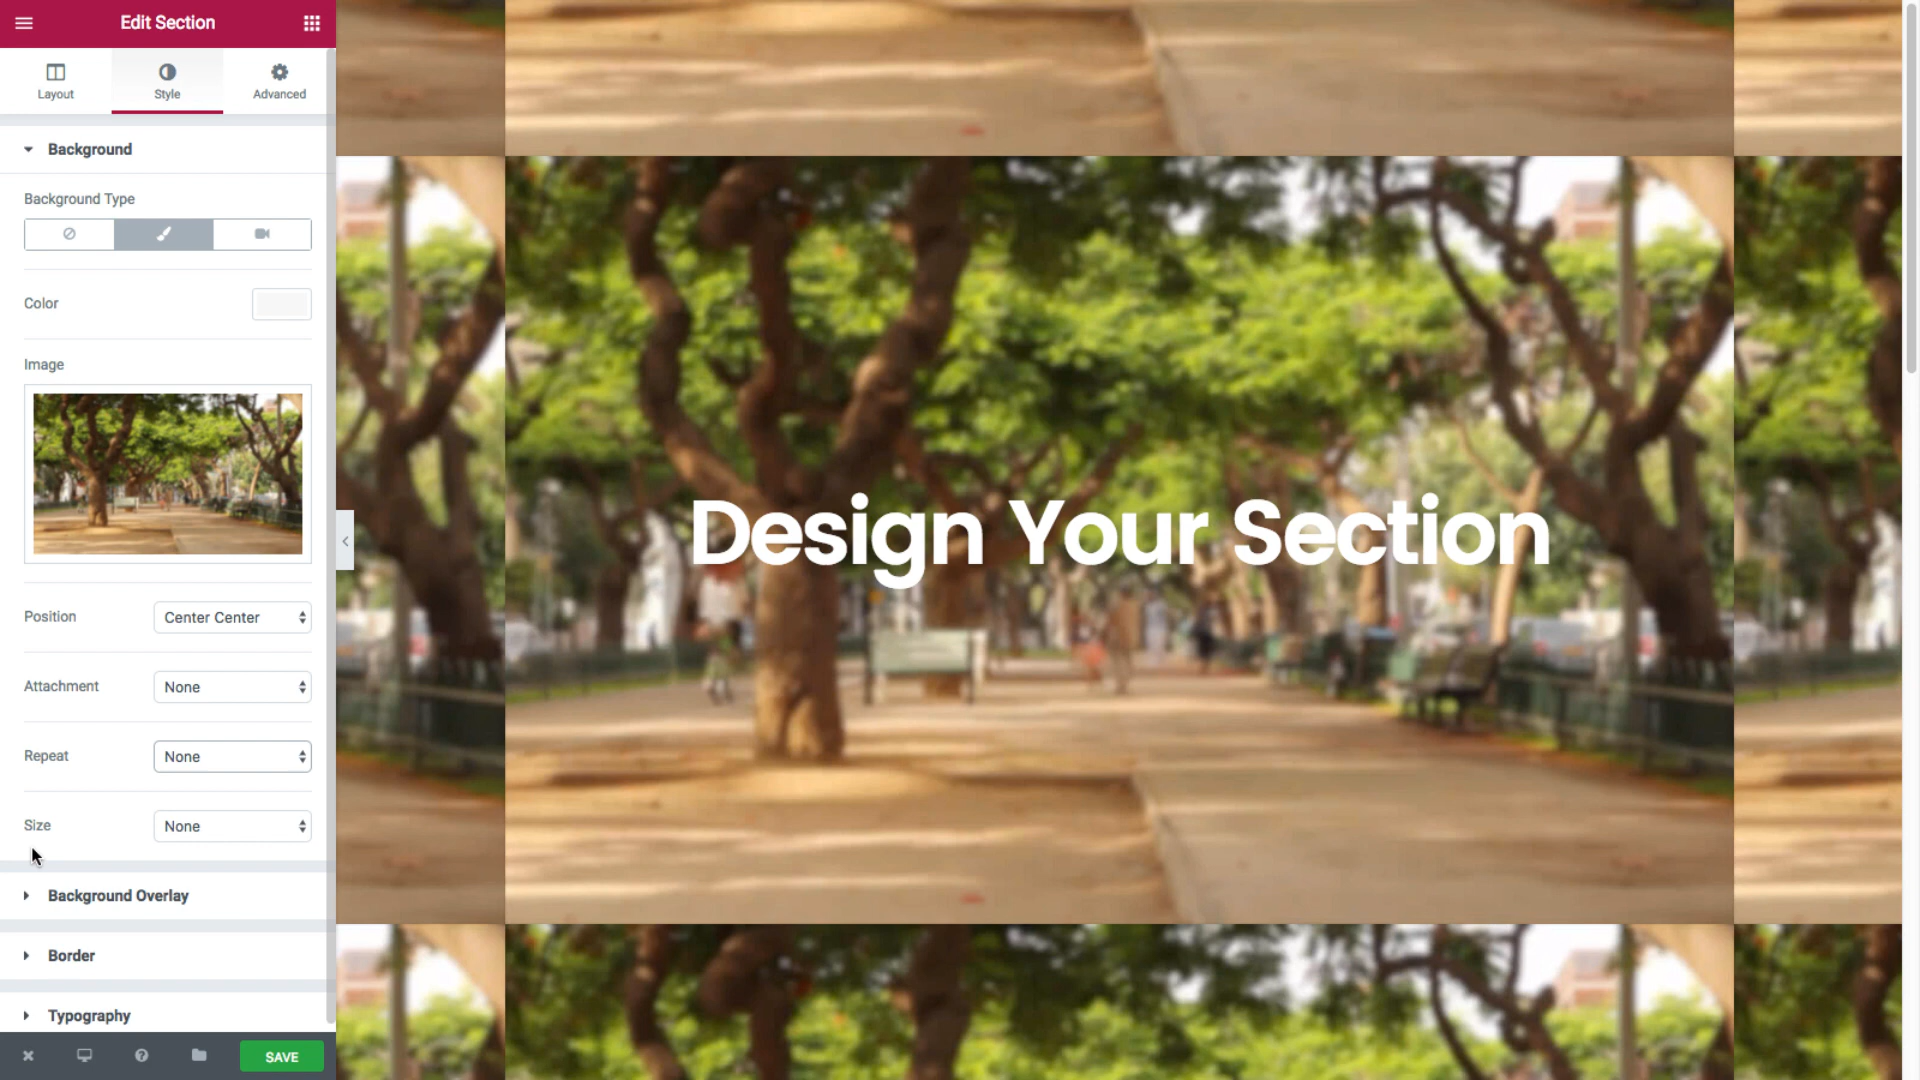 Edit Section
Layout
Style
Advanced
Background
Background Type
Color
Image
Position
Center Center
Attachment
None
Repeat
None
Size
None
Background Overlay
Border
Typography
SAVE
Design Your Section